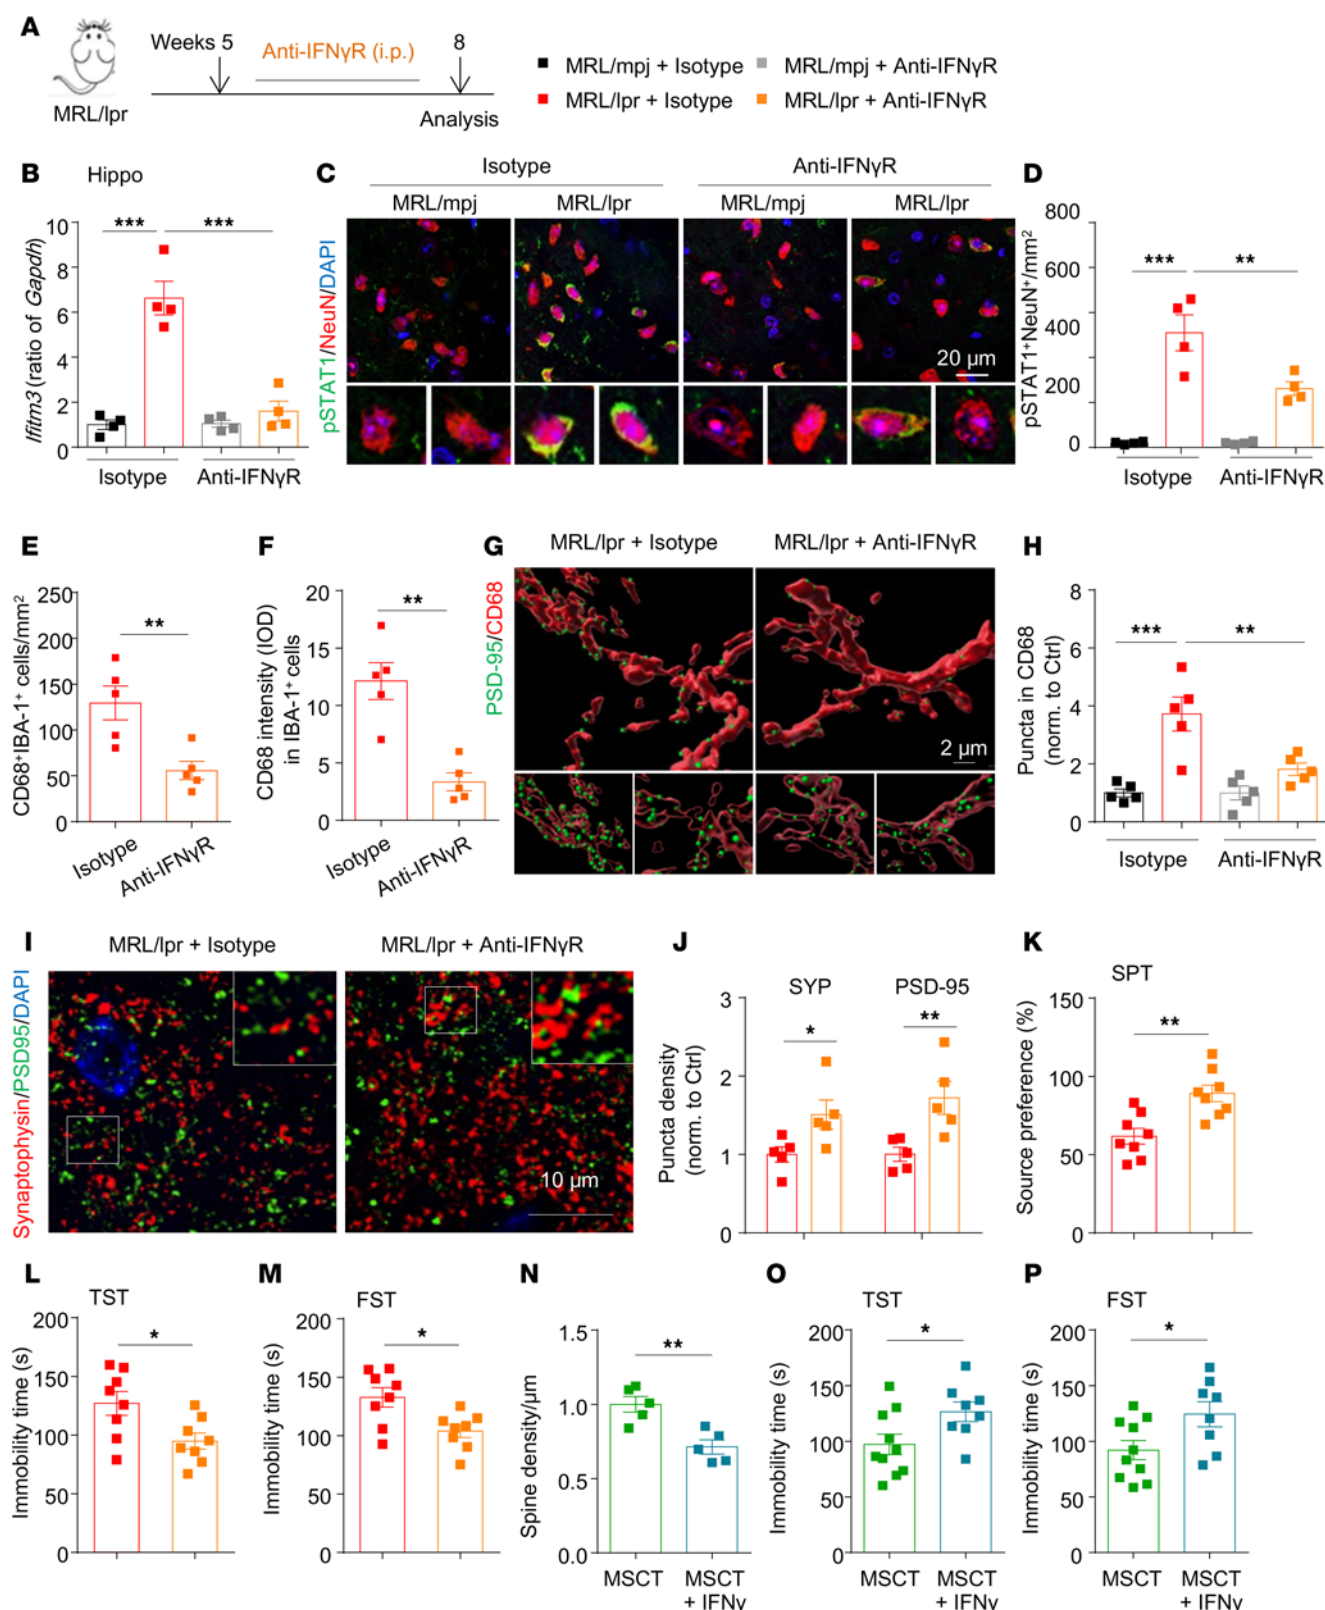 A
Weeks 5
Anti-IFNγR (i.p.)
8
MRL/lpr
Analysis
MRL/mpj + Isotype
MRL/mpj + Anti-IFNγR
MRL/lpr + Isotype
MRL/lpr + Anti-IFNγR
B
Hippo
Ifitm3 (ratio of Gapdh)
10
8
6
4
2
0
***
***
Isotype
Anti-IFNγR
C
Isotype
Anti-IFNγR
MRL/mpj
MRL/lpr
MRL/mpj
MRL/lpr
pSTAT1/NeuN/DAPI
20 µm
D
pSTAT1⁺NeuN⁺/mm²
800
600
400
200
0
***
**
Isotype
Anti-IFNγR
E
CD68⁺IBA-1⁺ cells/mm²
250
200
150
100
50
0
**
Isotype
Anti-IFNγR
F
CD68 intensity (IOD)
in IBA-1⁺ cells
20
15
10
5
0
**
Isotype
Anti-IFNγR
G
MRL/lpr + Isotype
MRL/lpr + Anti-IFNγR
PSD-95/CD68
2 µm
H
Puncta in CD68
(norm. to Ctrl)
8
6
4
2
0
***
**
Isotype
Anti-IFNγR
I
MRL/lpr + Isotype
MRL/lpr + Anti-IFNγR
Synaptophysin/PSD95/DAPI
10 µm
J
SYP
PSD-95
Puncta density
(norm. to Ctrl)
3
2
1
0
*
**
K
SPT
Source preference (%)
150
100
50
0
**
L
TST
Immobility time (s)
200
150
100
50
0
*
M
FST
Immobility time (s)
200
150
100
50
0
*
N
Spine density/µm
1.5
1.0
0.5
0.0
**
MSCT
MSCT
+ IFNγ
O
TST
Immobility time (s)
200
150
100
50
0
*
MSCT
MSCT
+ IFNγ
P
FST
Immobility time (s)
200
150
100
50
0
*
MSCT
MSCT
+ IFNγ